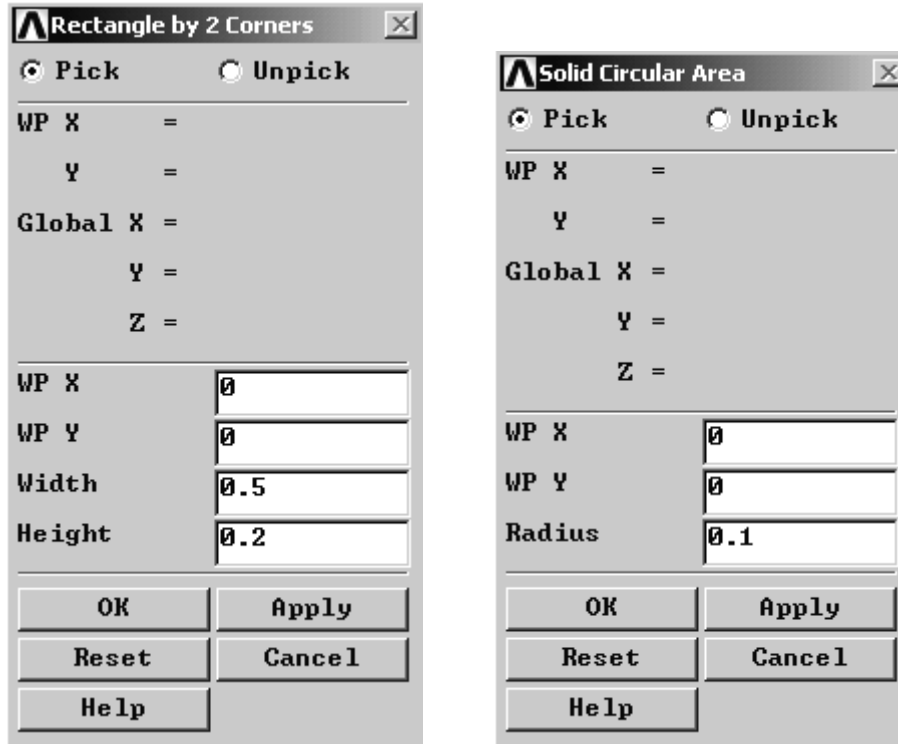 Rectangle by 2 Corners
Pick Unpick
WP X =
Y =
Global X =
Y =
Z =
WP X 0
WP Y 0
Width 0.5
Height 0.2
OK Apply
Reset Cancel
Help
Solid Circular Area
Pick Unpick
WP X =
Y =
Global X =
Y =
Z =
WP X 0
WP Y 0
Radius 0.1
OK Apply
Reset Cancel
Help